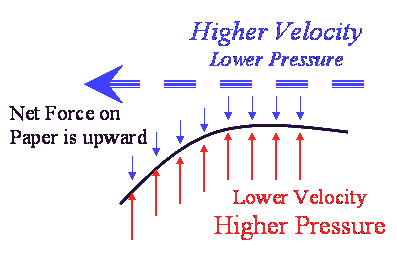 Higher Velocity
Lower Pressure
Net Force on
Paper is upward
Lower Velocity
Higher Pressure